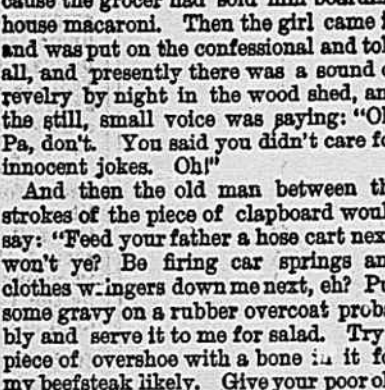 cause the grocer had sold him boardin
house macaroni. Then the girl came
and was put on the confessional and tol
all, and presently there was a sound o
revelry by night in the wood shed, an
the still, small voice was saying: "Oh
Pa, don't. You said you didn't care fo
innocent jokes. Oh!"
And then the old man between th
strokes of the piece of clapboard woul
say: "Feed your father a hose cart nex
won't ye? Be firing car springs an
clothes wringers down me next, eh? Pu
some gravy on a rubber overcoat proba
bly and serve it to me for salad. Try
piece of overshoe with a bone in it fo
my beefsteak likely. Give your poor o